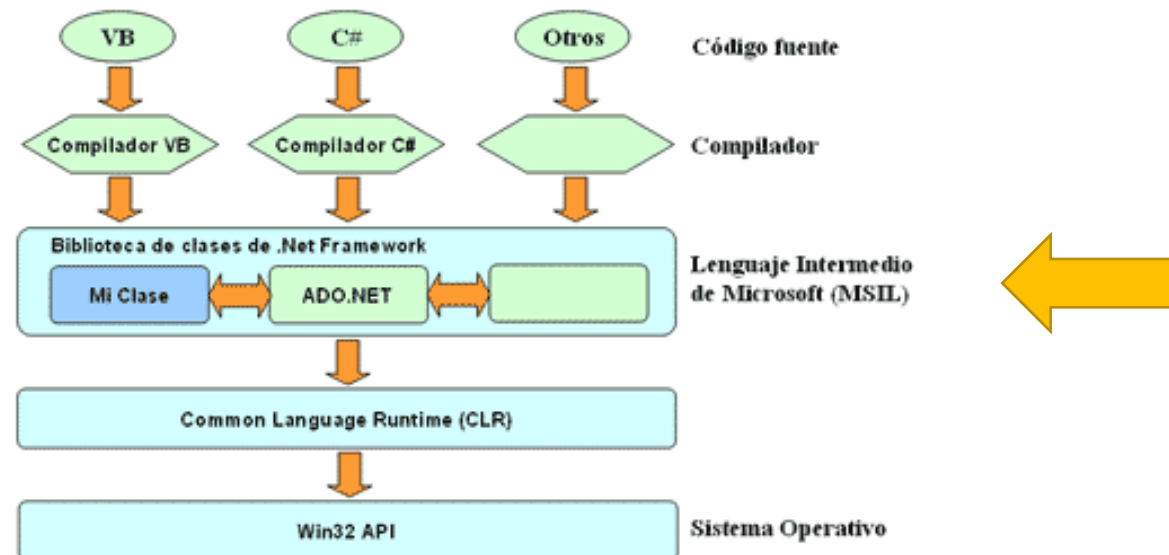 VB
C#
Otros
Código fuente
Compilador VB
Compilador C#
Compilador
Biblioteca de clases de .Net Framework
Mi Clase
ADO.NET
Lenguaje Intermedio
de Microsoft (MSIL)
Common Language Runtime (CLR)
Win32 API
Sistema Operativo